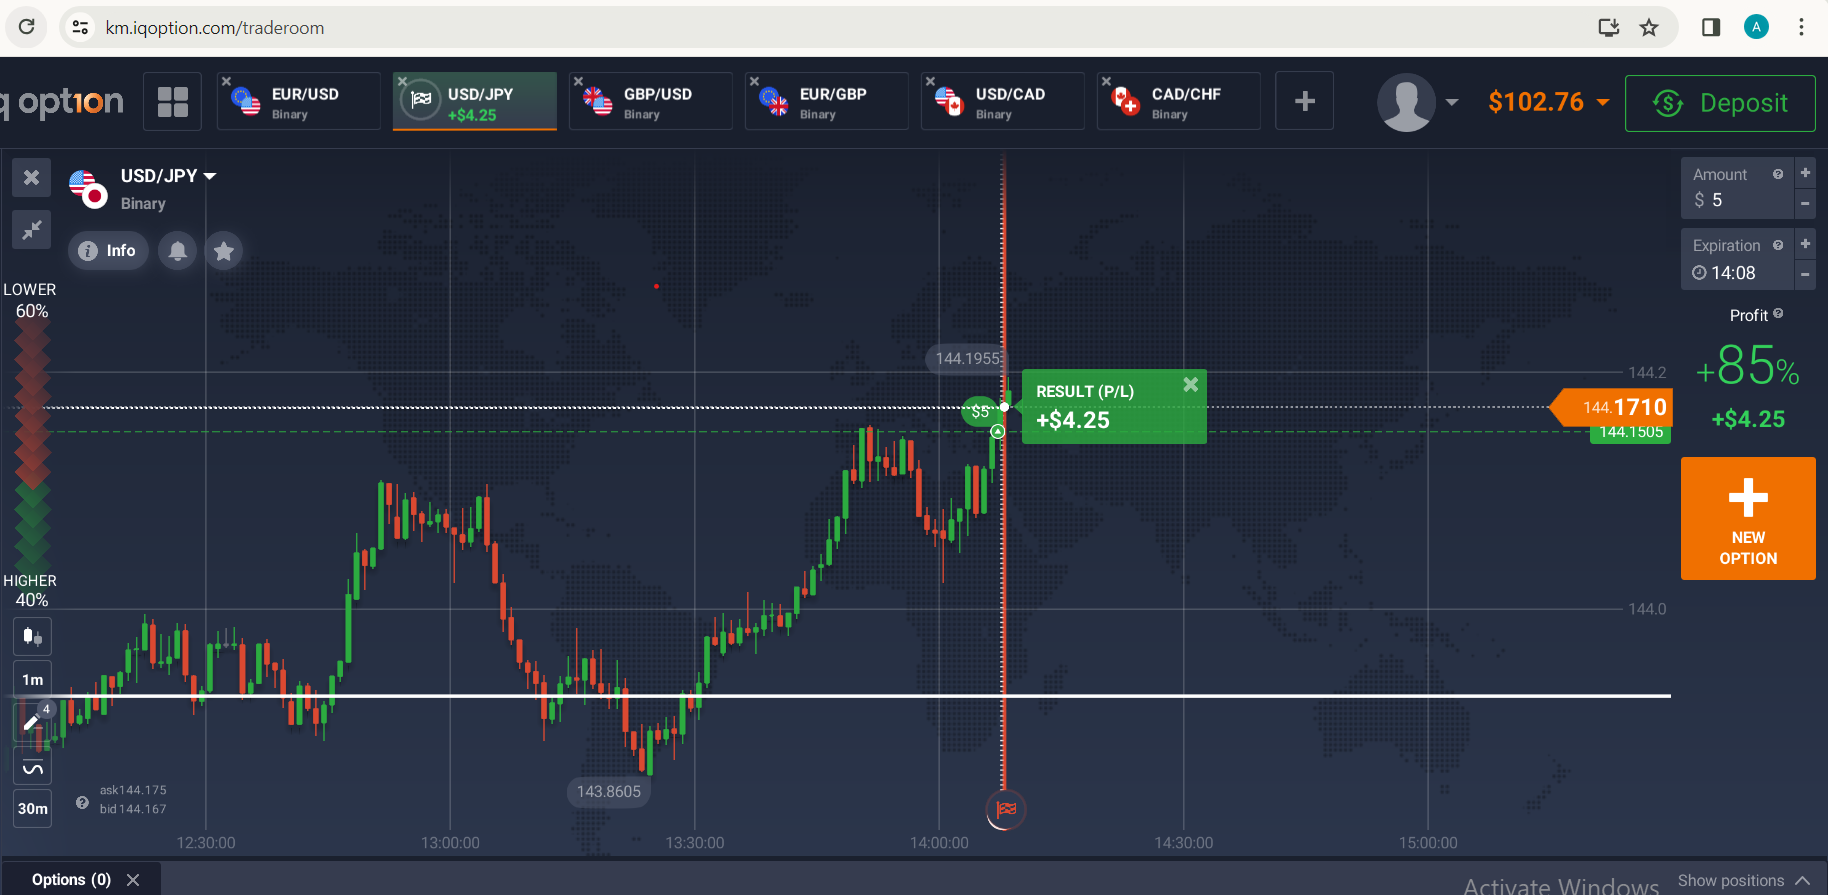 km.iqoption.com/traderoom
A
q option
EUR/USD
Binary
USD/JPY
+$4.25
GBP/USD
Binary
EUR/GBP
Binary
USD/CAD
Binary
CAD/CHF
Binary
$102.76
Deposit
USD/JPY
Binary
Info
LOWER
60%
HIGHER
40%
1m
4
30m
ask144.175
bid 144.167
143.8605
144.1955
$5
RESULT (P/L)
+$4.25
144.2
144.1710
144.1505
144.0
Amount
$ 5
Expiration
14:08
Profit
+85%
+$4.25
NEW
OPTION
12:30:00
13:00:00
13:30:00
14:00:00
14:30:00
15:00:00
Options (0)
Activate Windows
Show positions